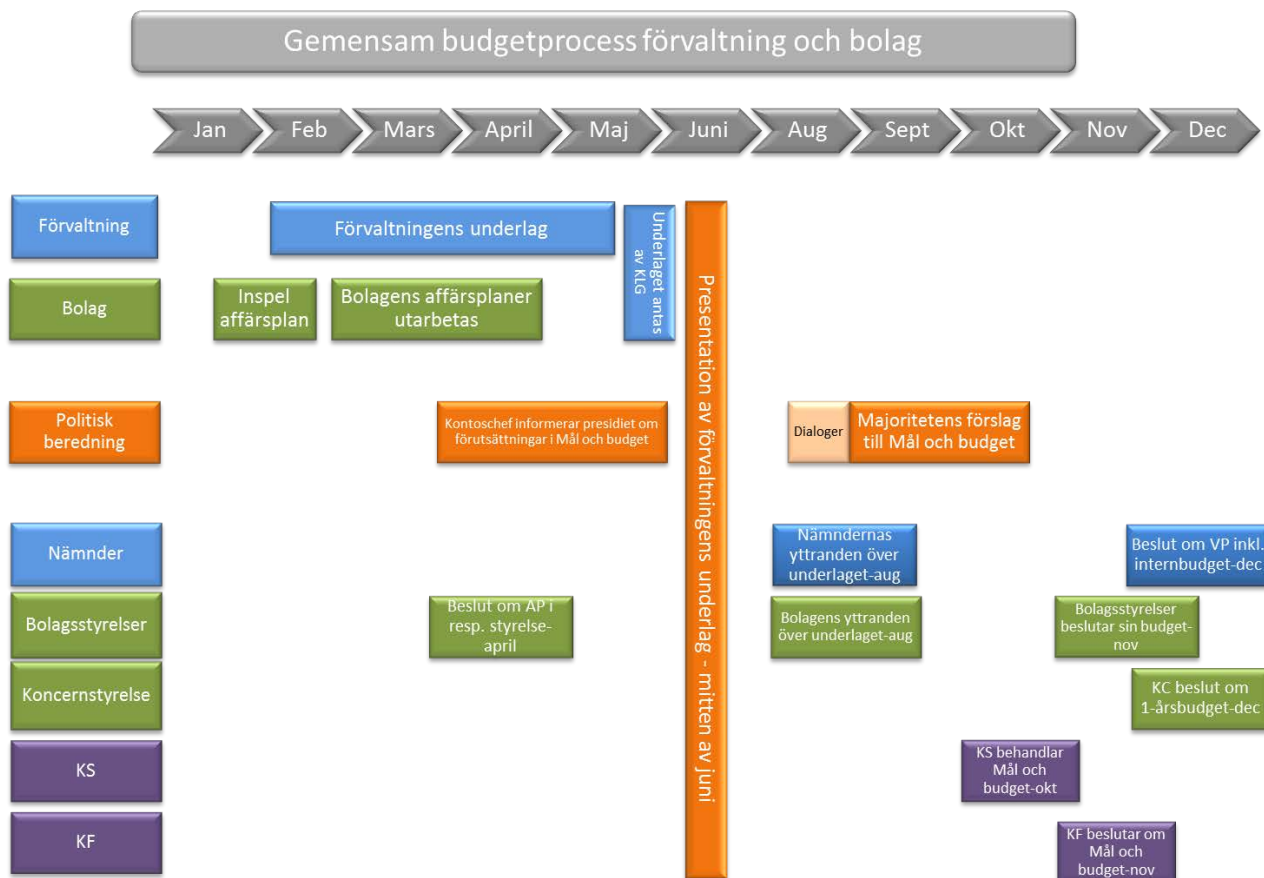 Gemensam budgetprocess förvaltning och bolag
Jan
Feb
Mars
April
Maj
Juni
Aug
Sept
Okt
Nov
Dec
Förvaltning
Förvaltningens underlag
Underlaget antas
av KLG
Presentation av förvaltningens underlag - mitten av juni
Bolag
Inspel
affärsplan
Bolagens affärsplaner
utarbetas
Politisk
beredning
Kontoschef informerar presidiet om
förutsättningar i Mål och budget
Dialoger
Majoritetens förslag
till Mål och budget
Nämnder
Nämndernas
yttranden över
underlaget-aug
Beslut om VP inkl.
internbudget-dec
Bolagsstyrelser
Beslut om AP i
resp. styrelse-
april
Bolagens yttranden
över underlaget-aug
Bolagsstyrelser
beslutar sin budget-
nov
Koncernstyrelse
KC beslut om
1-årsbudget-dec
KS
KS behandlar
Mål och
budget-okt
KF
KF beslutar om
Mål och
budget-nov